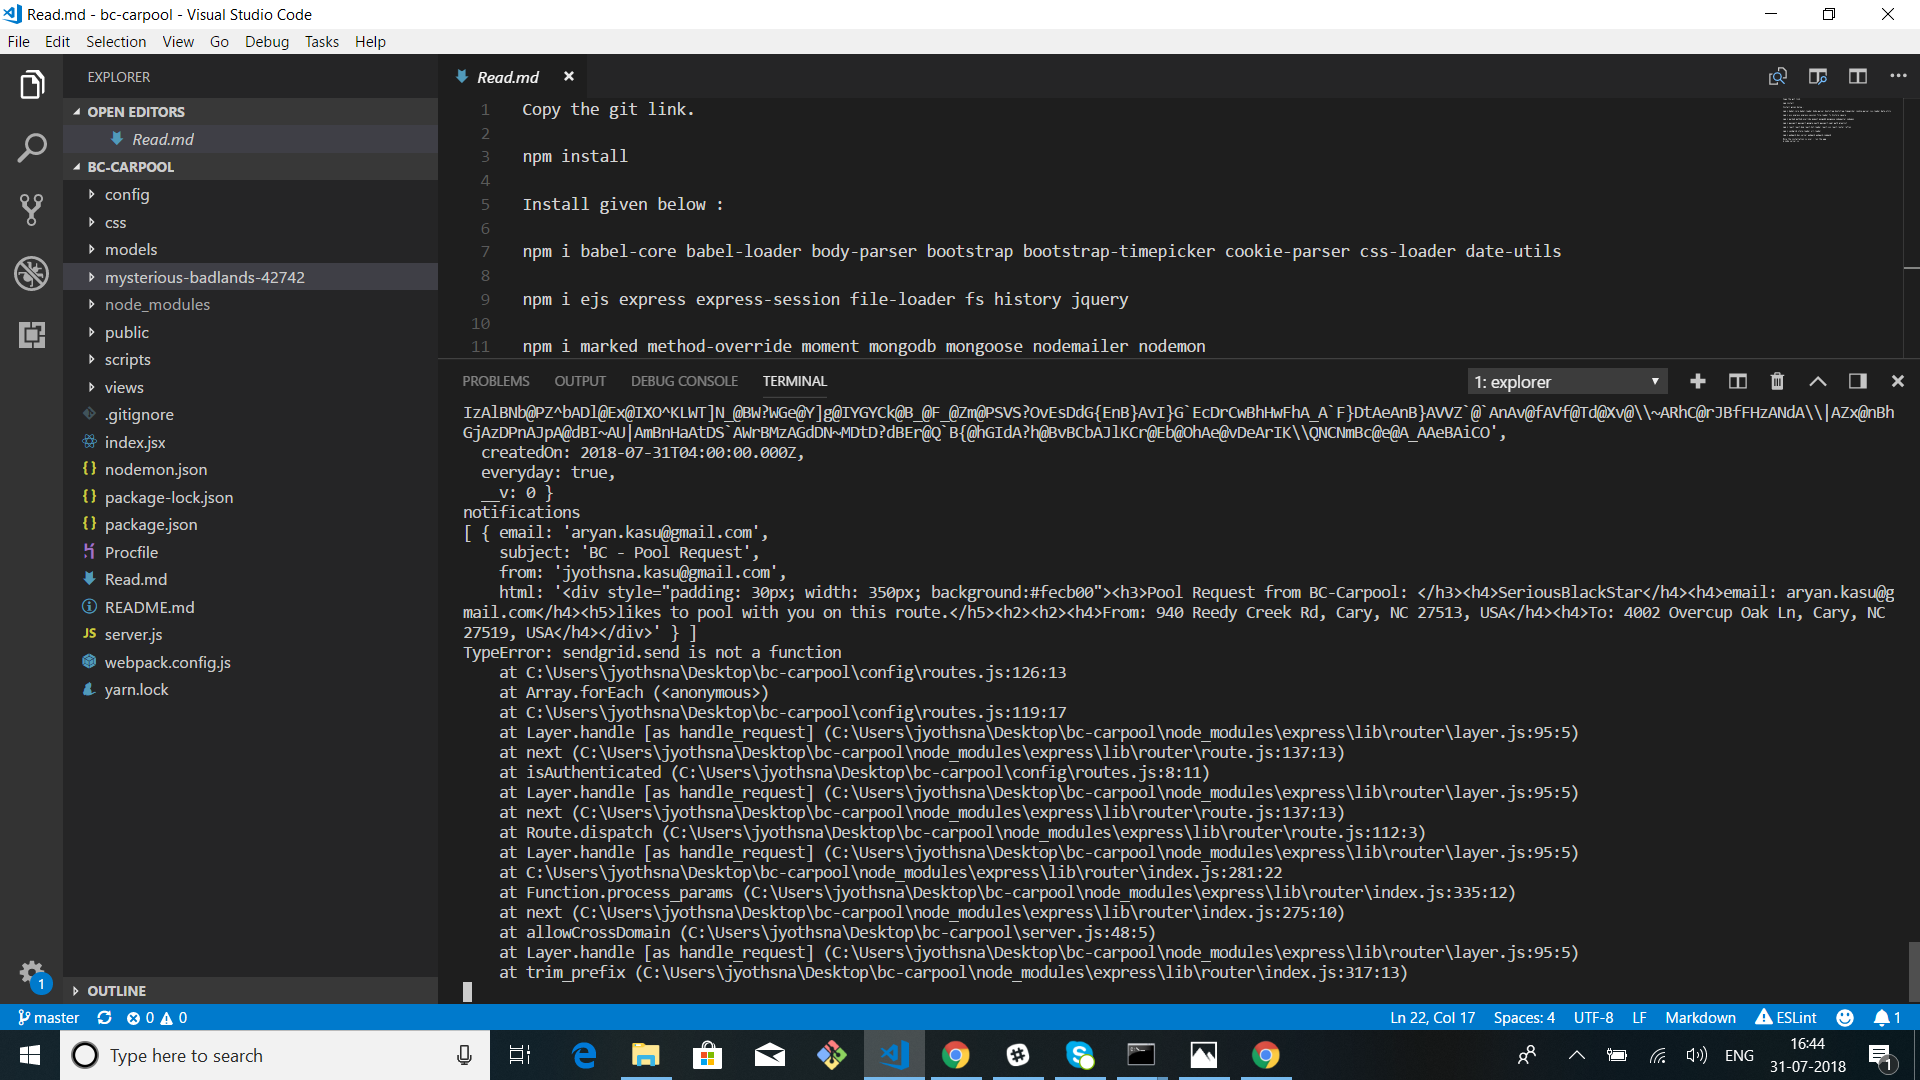 Read.md - bc-carpool - Visual Studio Code
File Edit Selection View Go Debug Tasks Help
EXPLORER
OPEN EDITORS
Read.md
BC-CARPOOL
config
css
models
mysterious-badlands-42742
node_modules
public
scripts
views
.gitignore
index.jsx
nodemon.json
package-lock.json
package.json
Procfile
Read.md
README.md
server.js
webpack.config.js
yarn.lock
OUTLINE
1
Read.md
1 Copy the git link.
2
3 npm install
4
5 Install given below :
6
7 npm i babel-core babel-loader body-parser bootstrap bootstrap-timepicker cookie-parser css-loader date-utils
8
9 npm i ejs express express-session file-loader fs history jquery
10
11 npm i marked method-override moment mongodb mongoose nodemailer nodemon
PROBLEMS OUTPUT DEBUG CONSOLE TERMINAL 1: explorer
IzAlBNb@PZ^bADl@Ex@IXO^KLWT]N_@BW?WGe@Y]g@IYGYCk@B_@F_@Zm@PSVS?OvEsDdG{EnB}AvI}G`EcDrCwBhHwFhA_A`F}DtAeAnB}AVVZ`@`AnAv@fAVf@Td@Xv@\\~ARhC@rJBfFHzANdA\\|AZx@nBh
GjAzDPnAJpA@dBI~AU|AmBnHaAtDS`AWrBMzAGdDN~MDtD?dBEr@Q`B{@hGIdA?h@BvBCbAJlKCr@Eb@OhAe@vDeArIK\\QNCNmBc@e@A_AAeBAiCO',
createdOn: 2018-07-31T04:00:00.000Z,
everyday: true,
__v: 0 }
notifications
[ { email: 'aryan.kasu@gmail.com',
subject: 'BC - Pool Request',
from: 'jyothsna.kasu@gmail.com',
html: '<div style="padding: 30px; width: 350px; background:#fecb00"><h3>Pool Request from BC-Carpool: </h3><h4>SeriousBlackStar</h4><h4>email: aryan.kasu@g
mail.com</h4><h5>likes to pool with you on this route.</h5><h2><h2><h4>From: 940 Reedy Creek Rd, Cary, NC 27513, USA</h4><h4>To: 4002 Overcup Oak Ln, Cary, NC
27519, USA</h4></div>' } ]
TypeError: sendgrid.send is not a function
at C:\Users\jyothsna\Desktop\bc-carpool\config\routes.js:126:13
at Array.forEach (<anonymous>)
at C:\Users\jyothsna\Desktop\bc-carpool\config\routes.js:119:17
at Layer.handle [as handle_request] (C:\Users\jyothsna\Desktop\bc-carpool\node_modules\express\lib\router\layer.js:95:5)
at next (C:\Users\jyothsna\Desktop\bc-carpool\node_modules\express\lib\router\route.js:137:13)
at isAuthenticated (C:\Users\jyothsna\Desktop\bc-carpool\config\routes.js:8:11)
at Layer.handle [as handle_request] (C:\Users\jyothsna\Desktop\bc-carpool\node_modules\express\lib\router\layer.js:95:5)
at next (C:\Users\jyothsna\Desktop\bc-carpool\node_modules\express\lib\router\route.js:137:13)
at Route.dispatch (C:\Users\jyothsna\Desktop\bc-carpool\node_modules\express\lib\router\route.js:112:3)
at Layer.handle [as handle_request] (C:\Users\jyothsna\Desktop\bc-carpool\node_modules\express\lib\router\layer.js:95:5)
at C:\Users\jyothsna\Desktop\bc-carpool\node_modules\express\lib\router\index.js:281:22
at Function.process_params (C:\Users\jyothsna\Desktop\bc-carpool\node_modules\express\lib\router\index.js:335:12)
at next (C:\Users\jyothsna\Desktop\bc-carpool\node_modules\express\lib\router\index.js:275:10)
at allowCrossDomain (C:\Users\jyothsna\Desktop\bc-carpool\server.js:48:5)
at Layer.handle [as handle_request] (C:\Users\jyothsna\Desktop\bc-carpool\node_modules\express\lib\router\layer.js:95:5)
at trim_prefix (C:\Users\jyothsna\Desktop\bc-carpool\node_modules\express\lib\router\index.js:317:13)
master 0 0 Ln 22, Col 17 Spaces: 4 UTF-8 LF Markdown ESLint 1
Type here to search
ENG
16:44
31-07-2018
1